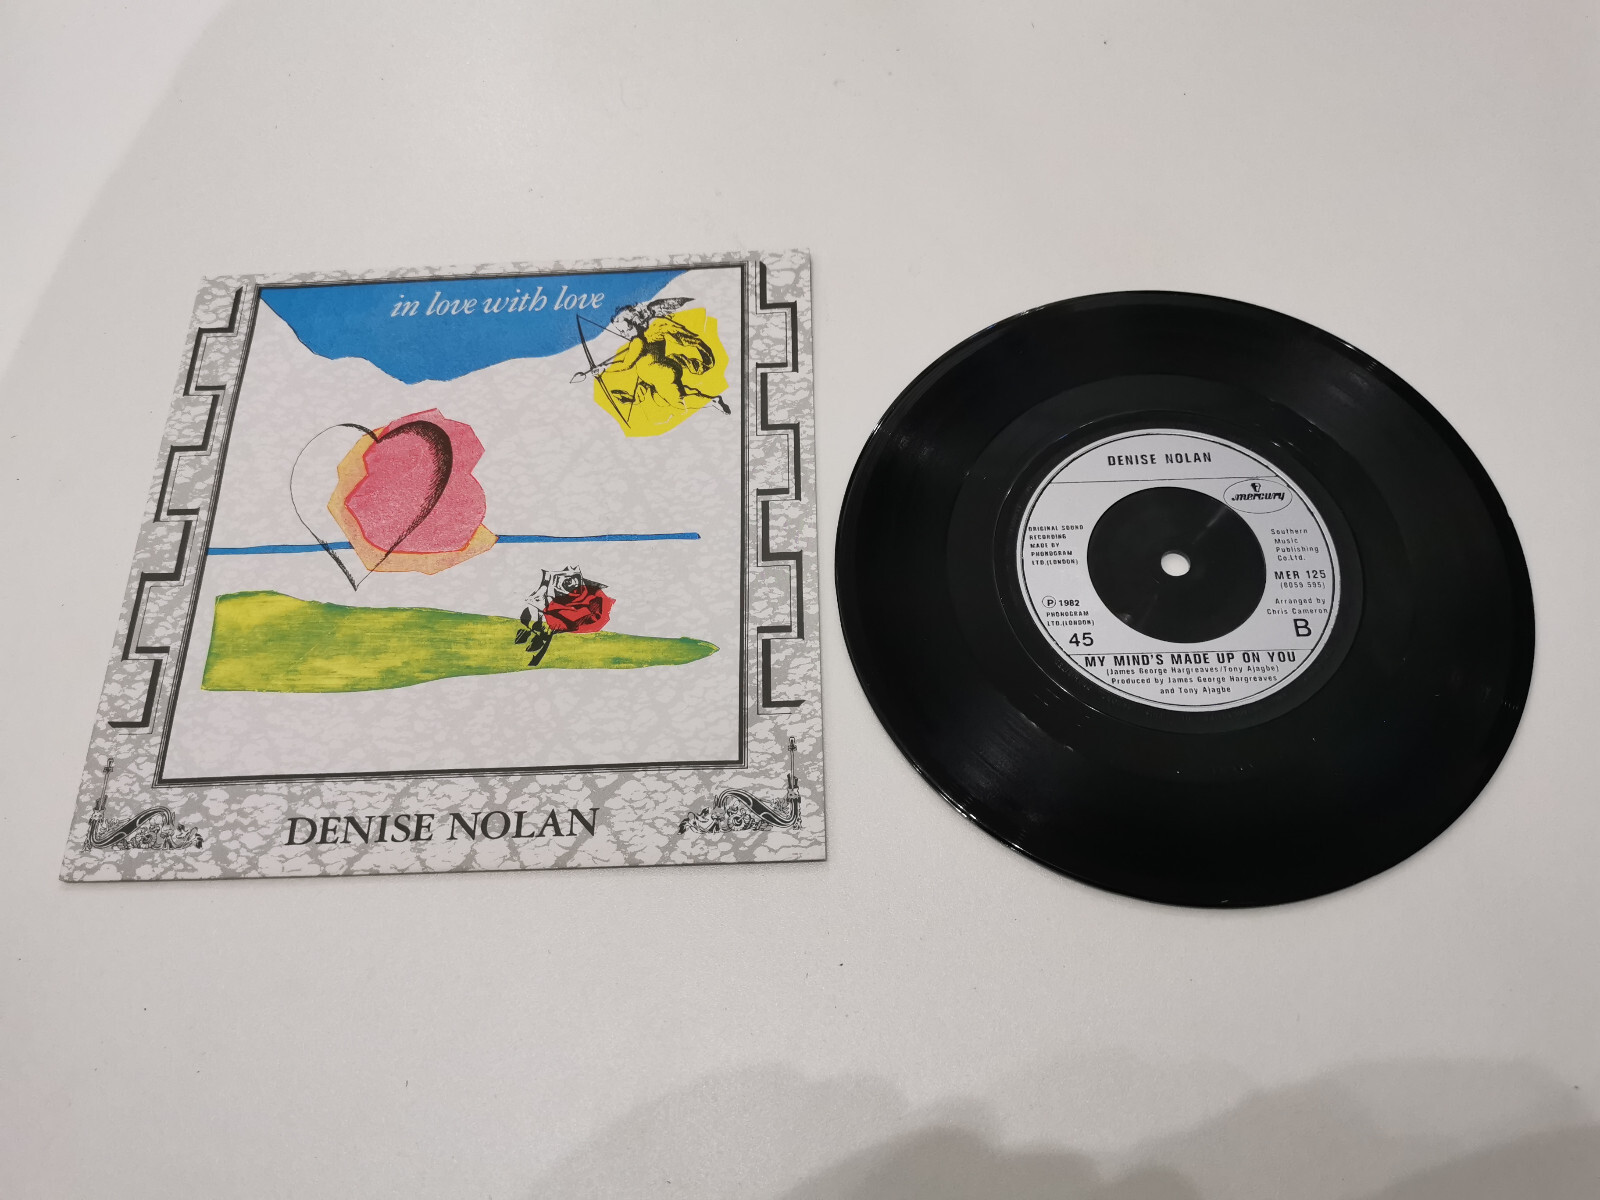 in love with love
DENISE NOLAN
DENISE NOLAN
mercury
ORIGINAL SOUND
RECORDING
MADE BY
PHONOGRAM
LTD.(LONDON)
Southern
Music
Publishing
Co.Ltd.
MER 125
(6059 595)
Arranged by
Chris Cameron
P 1982
PHONOGRAM
LTD.(LONDON)
45
B
MY MIND'S MADE UP ON YOU
(James George Hargreaves/Tony Ajagbe)
Produced by James George Hargreaves
and Tony Ajagbe